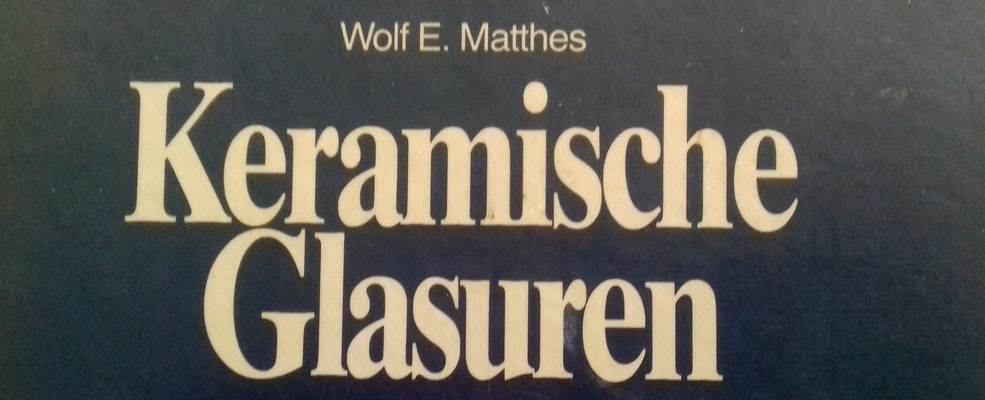 Wolf E. Matthes
Keramische
Glasuren